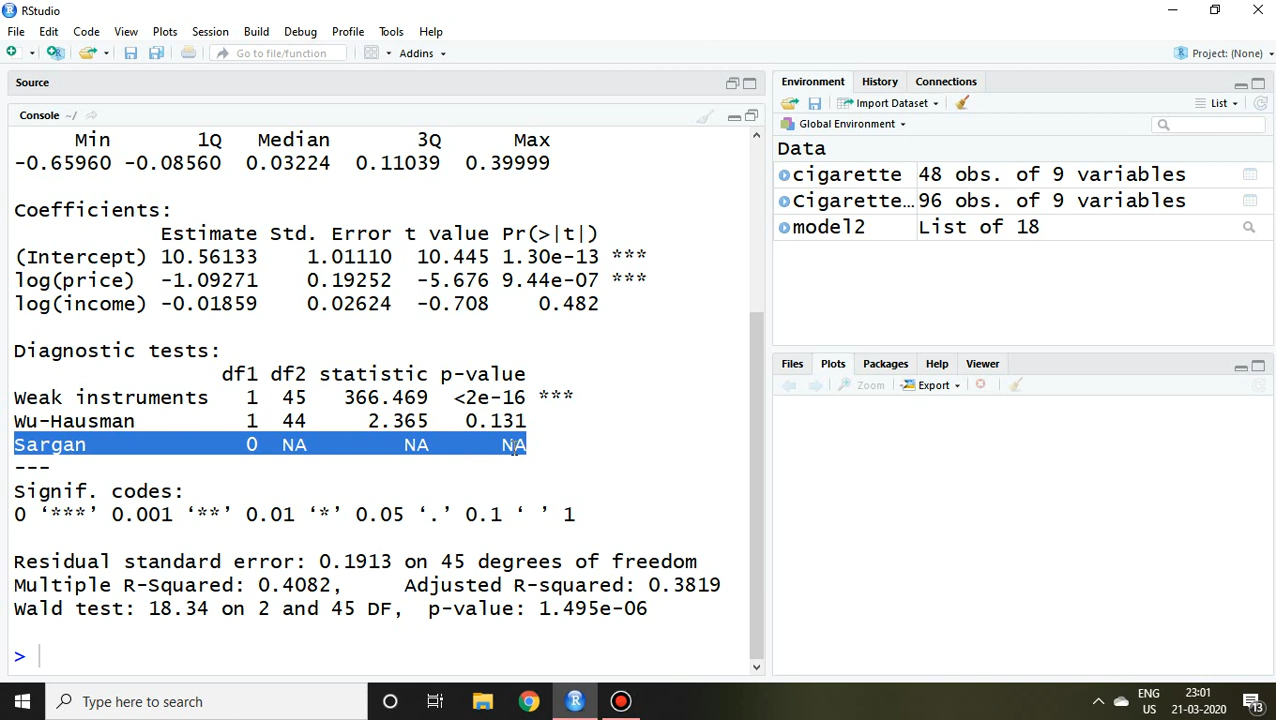 RStudio
File Edit Code View Plots Session Build Debug Profile Tools Help
Go to file/function Addins Project: (None)
Source
Console ~/
Min 1Q Median 3Q Max
-0.65960 -0.08560 0.03224 0.11039 0.39999
Coefficients:
Estimate Std. Error t value Pr(>|t|)
(Intercept) 10.56133 1.01110 10.445 1.30e-13 ***
log(price) -1.09271 0.19252 -5.676 9.44e-07 ***
log(income) -0.01859 0.02624 -0.708 0.482
Diagnostic tests:
df1 df2 statistic p-value
Weak instruments 1 45 366.469 <2e-16 ***
Wu-Hausman 1 44 2.365 0.131
Sargan 0 NA NA NA
---
Signif. codes:
0 ‘***’ 0.001 ‘**’ 0.01 ‘*’ 0.05 ‘.’ 0.1 ‘ ’ 1
Residual standard error: 0.1913 on 45 degrees of freedom
Multiple R-Squared: 0.4082, Adjusted R-squared: 0.3819
Wald test: 18.34 on 2 and 45 DF, p-value: 1.495e-06
>
Environment History Connections
Import Dataset List
Global Environment
Data
cigarette 48 obs. of 9 variables
Cigarette… 96 obs. of 9 variables
model2 List of 18
Files Plots Packages Help Viewer
Zoom Export
Type here to search
ENG
US
23:01
21-03-2020
13